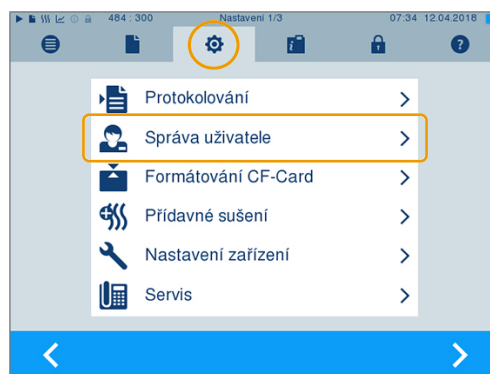 484 : 300 Nastavení 1/3 07:34 12.04.2018
Protokolování
Správa uživatele
Formátování CF-Card
Přídavné sušení
Nastavení zařízení
Servis